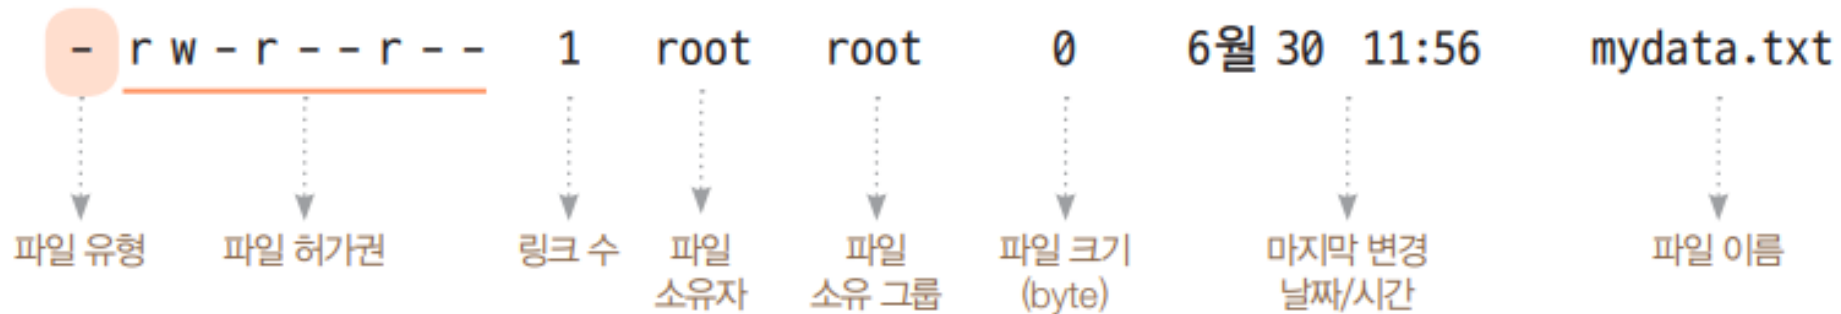 - rw-r--r-- 1 root root 0 6월 30 11:56 mydata.txt
파일 유형 파일 허가권 링크 수 파일 소유자 파일 소유 그룹 파일 크기 (byte) 마지막 변경 날짜/시간 파일 이름